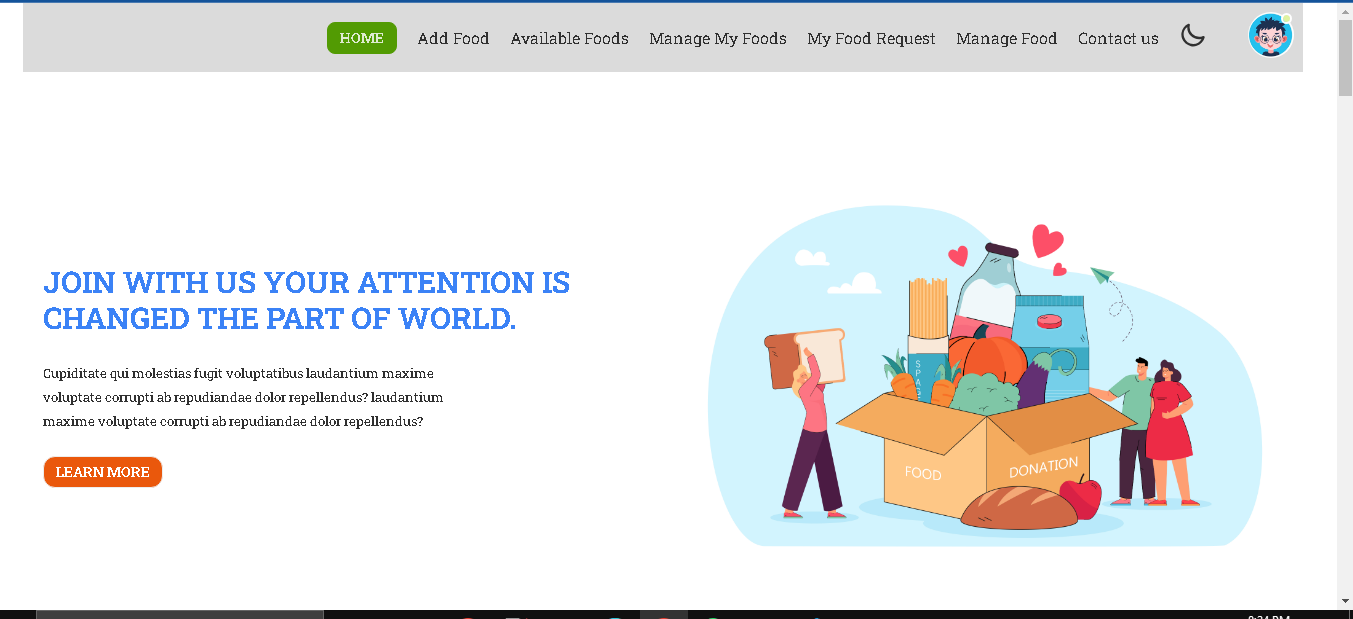 HOME Add Food Available Foods Manage My Foods My Food Request Manage Food Contact us
JOIN WITH US YOUR ATTENTION IS
CHANGED THE PART OF WORLD.
Cupiditate qui molestias fugit voluptatibus laudantium maxime
voluptate corrupti ab repudiandae dolor repellendus? laudantium
maxime voluptate corrupti ab repudiandae dolor repellendus?
LEARN MORE
FOOD
DONATION